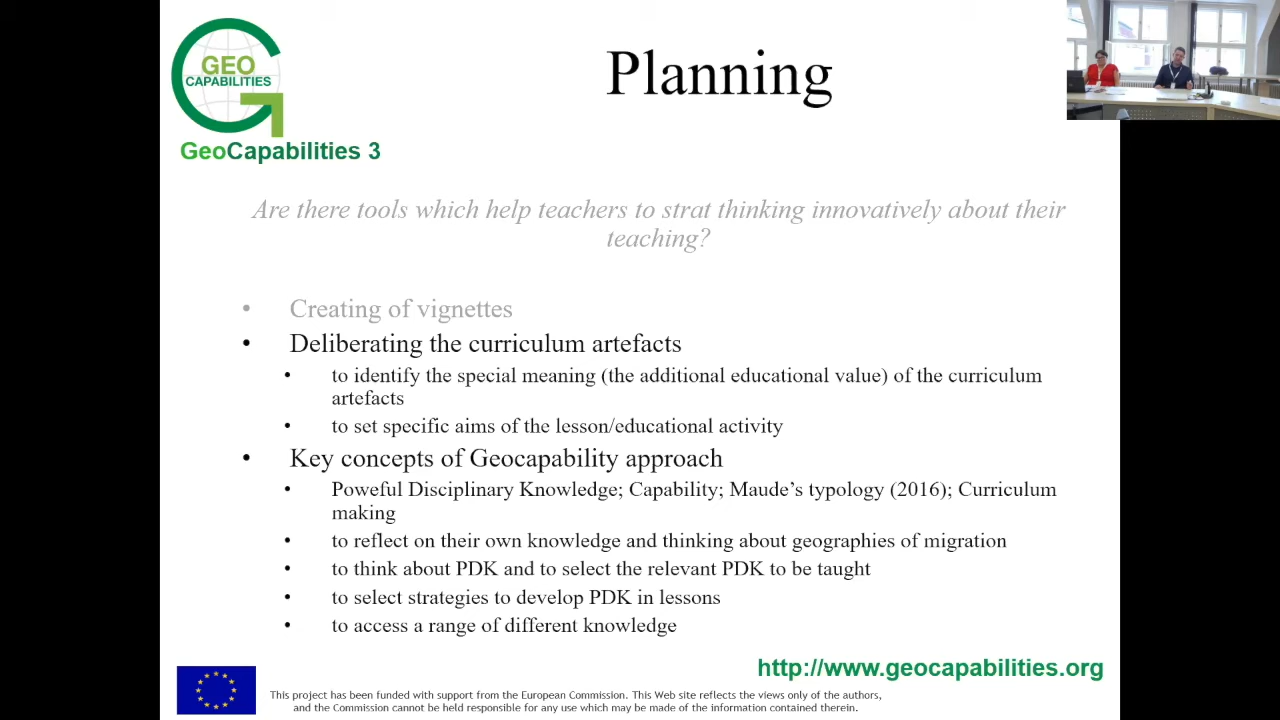 GEO
CAPABILITIES
GeoCapabilities 3
Planning
Are there tools which help teachers to strat thinking innovatively about their
teaching?
• Creating of vignettes
• Deliberating the curriculum artefacts
• to identify the special meaning (the additional educational value) of the curriculum
artefacts
• to set specific aims of the lesson/educational activity
• Key concepts of Geocapability approach
• Poweful Disciplinary Knowledge; Capability; Maude's typology (2016); Curriculum
making
• to reflect on their own knowledge and thinking about geographies of migration
• to think about PDK and to select the relevant PDK to be taught
• to select strategies to develop PDK in lessons
• to access a range of different knowledge
http://www.geocapabilities.org
This project has been funded with support from the European Commission. This Web site reflects the views only of the authors,
and the Commission cannot be held responsible for any use which may be made of the information contained therein.